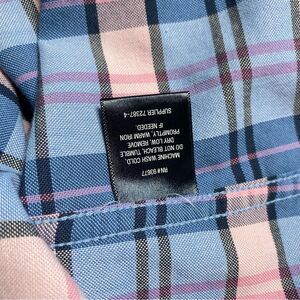 RN# 93677
MACHINE WASH COLD,
DO NOT BLEACH, TUMBLE
DRY LOW, REMOVE
PROMPTLY, WARM IRON
IF NEEDED.
SUPPLIER 72387-4